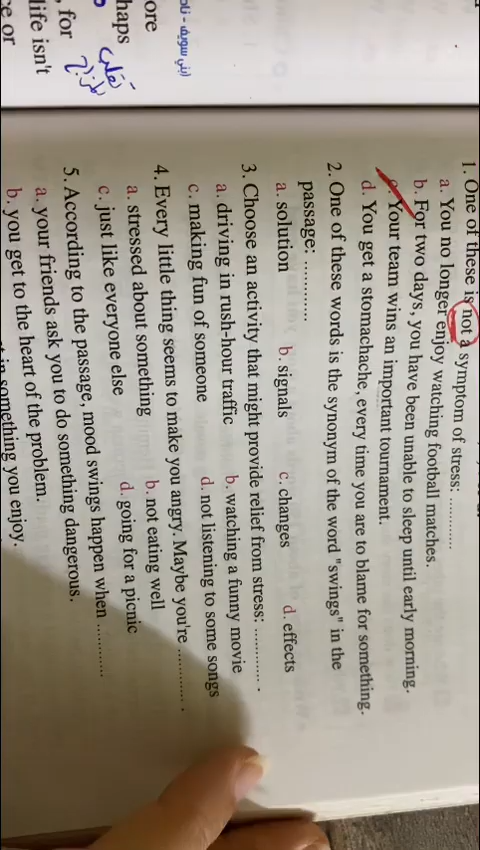 ore
haps
, for
life isn't
e or
تقلب
المزاج
1. One of these is not a symptom of stress: ............
a. You no longer enjoy watching football matches.
b. For two days, you have been unable to sleep until early morning.
c. Your team wins an important tournament.
d. You get a stomachache, every time you are to blame for something.
2. One of these words is the synonym of the word "swings" in the
passage: ............
a. solution b. signals c. changes d. effects
3. Choose an activity that might provide relief from stress: ............ .
a. driving in rush-hour traffic b. watching a funny movie
c. making fun of someone d. not listening to some songs
4. Every little thing seems to make you angry. Maybe you're ............ .
a. stressed about something b. not eating well
c. just like everyone else d. going for a picnic
5. According to the passage, mood swings happen when ............
a. your friends ask you to do something dangerous.
b. you get to the heart of the problem.
something you enjoy.